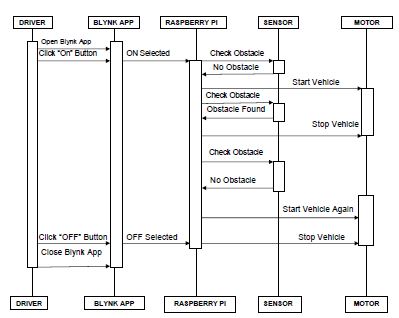 DRIVER BLYNK APP RASPBERRY PI SENSOR MOTOR
Open Blynk App
Click "On" Button ON Selected Check Obstacle
No Obstacle
Start Vehicle
Check Obstacle
Obstacle Found
Stop Vehicle
Check Obstacle
No Obstacle
Start Vehicle Again
Click "OFF" Button OFF Selected Stop Vehicle
Close Blynk App
DRIVER BLYNK APP RASPBERRY PI SENSOR MOTOR